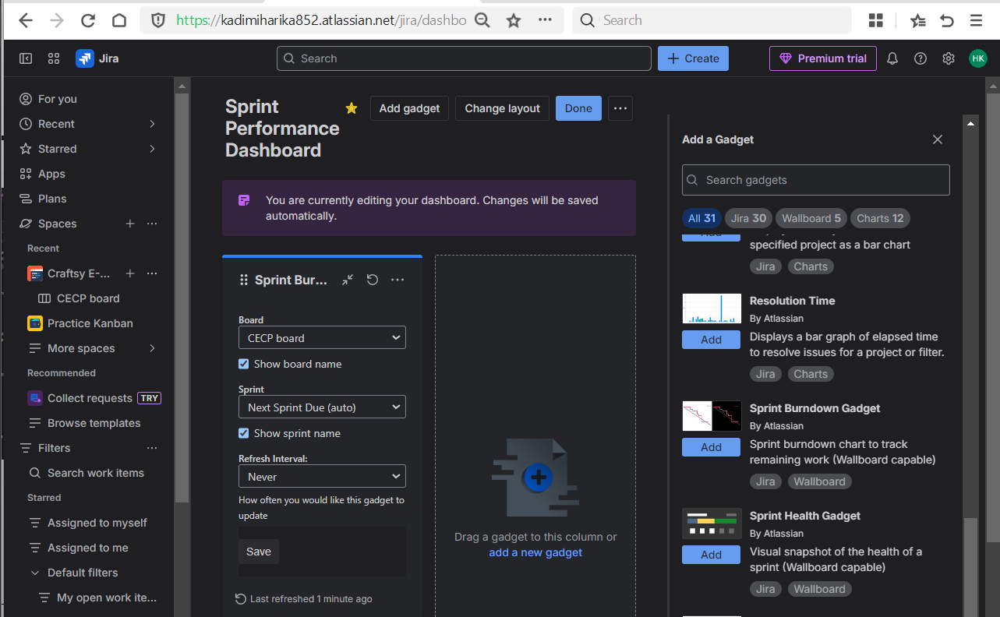 https://kadimiharika852.atlassian.net/jira/dashbo
Search
Jira
Search
Create
Premium trial
HK
For you
Recent
Starred
Apps
Plans
Spaces
Recent
Craftsy E-...
CECP board
Practice Kanban
More spaces
Recommended
Collect requests TRY
Browse templates
Filters
Search work items
Starred
Assigned to myself
Assigned to me
Default filters
My open work ite...
Sprint
Performance
Dashboard
Add gadget
Change layout
Done
You are currently editing your dashboard. Changes will be saved
automatically.
Sprint Bur...
Board
CECP board
Show board name
Sprint
Next Sprint Due (auto)
Show sprint name
Refresh Interval:
Never
How often you would like this gadget to
update
Save
Last refreshed 1 minute ago
Drag a gadget to this column or
add a new gadget
Add a Gadget
Search gadgets
All 31
Jira 30
Wallboard 5
Charts 12
Add
specified project as a bar chart
Jira
Charts
Resolution Time
By Atlassian
Add
Displays a bar graph of elapsed time
to resolve issues for a project or filter.
Jira
Charts
Sprint Burndown Gadget
By Atlassian
Add
Sprint burndown chart to track
remaining work (Wallboard capable)
Jira
Wallboard
Sprint Health Gadget
By Atlassian
Add
Visual snapshot of the health of a
sprint (Wallboard capable)
Jira
Wallboard